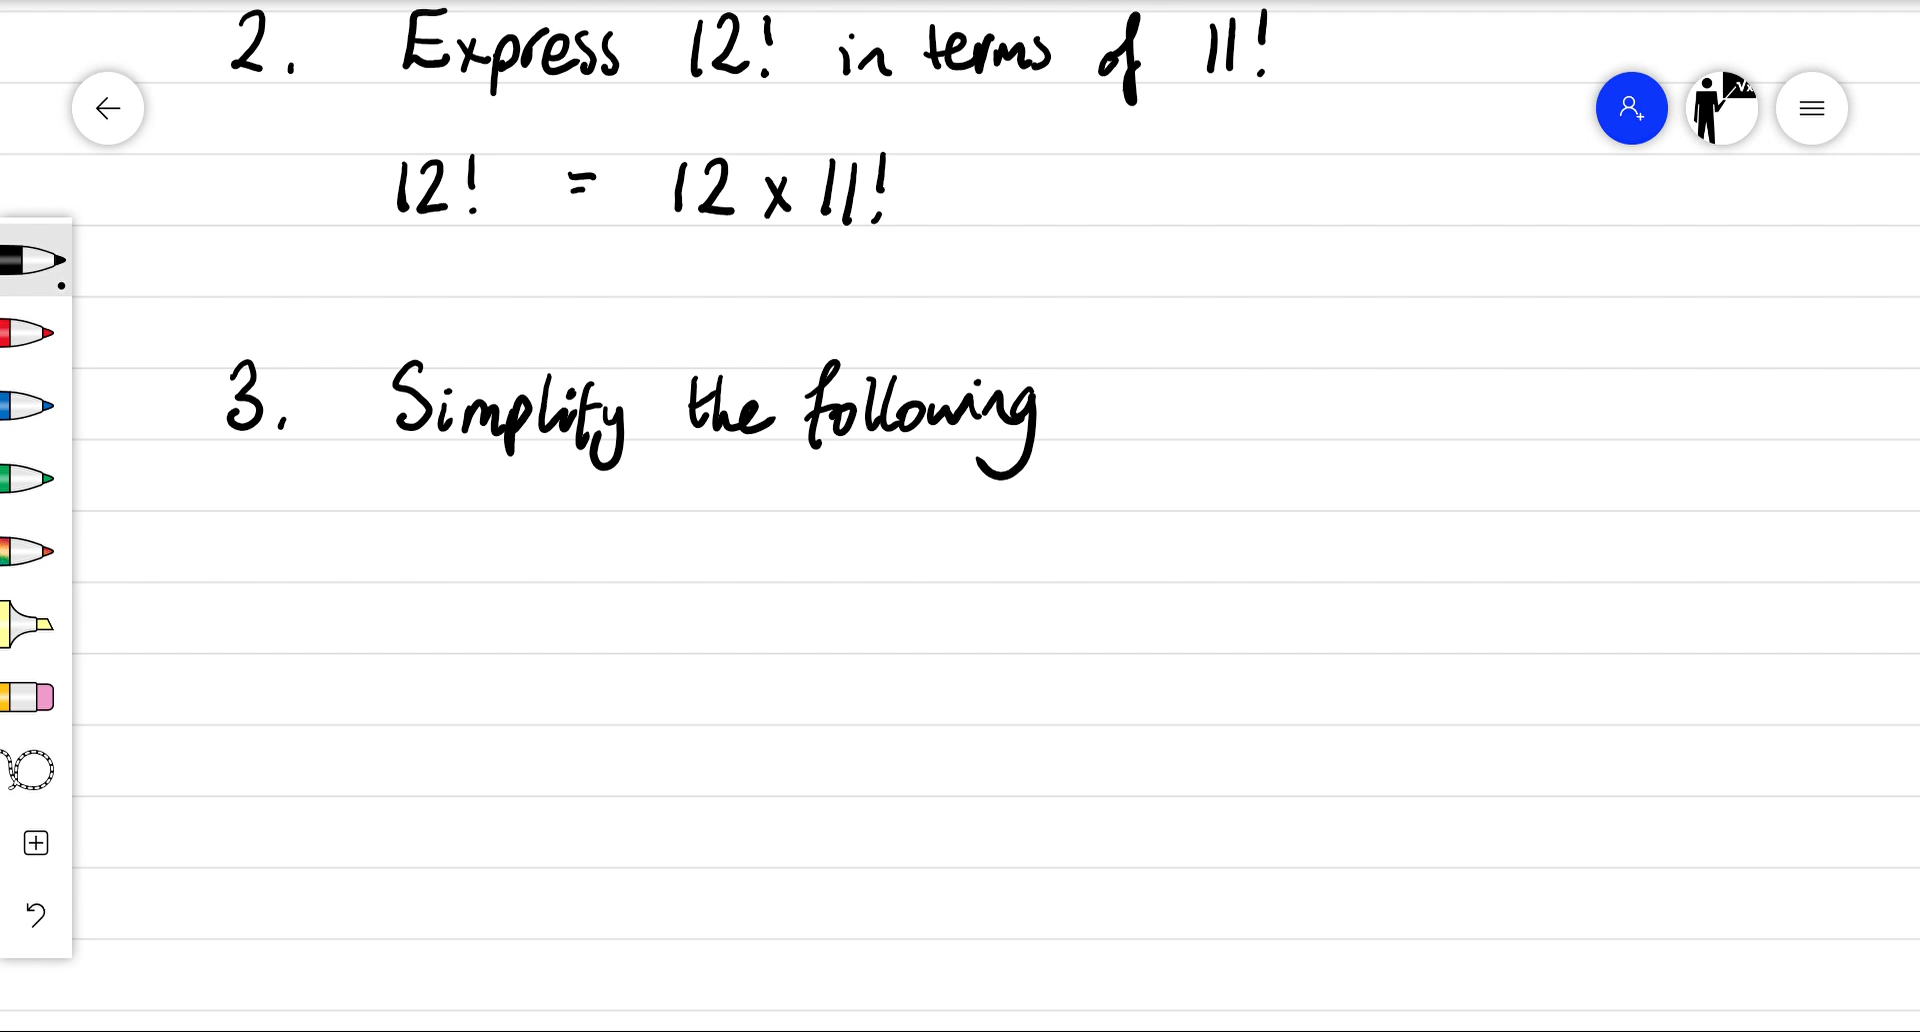 2. Express 12! in terms of 11!
12! = 12 x 11!
3. Simplify the following